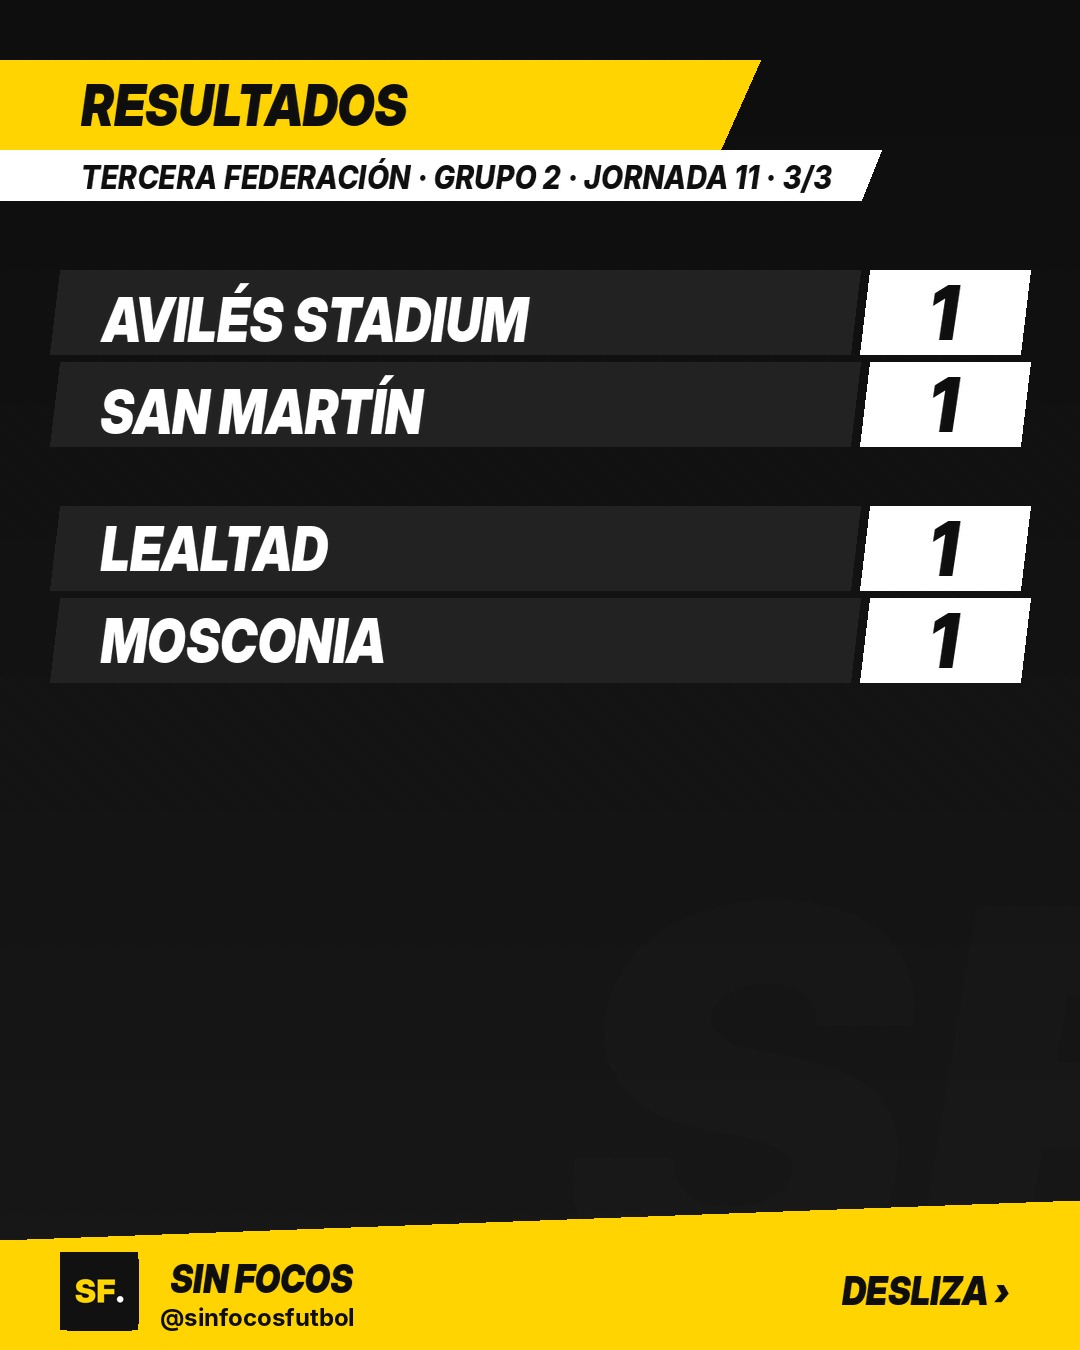 RESULTADOS
TERCERA FEDERACIÓN · GRUPO 2 · JORNADA 11 · 3/3
AVILÉS STADIUM 1
SAN MARTÍN 1
LEALTAD 1
MOSCONIA 1
SF
SF.
SIN FOCOS
@sinfocosfutbol
DESLIZA ›